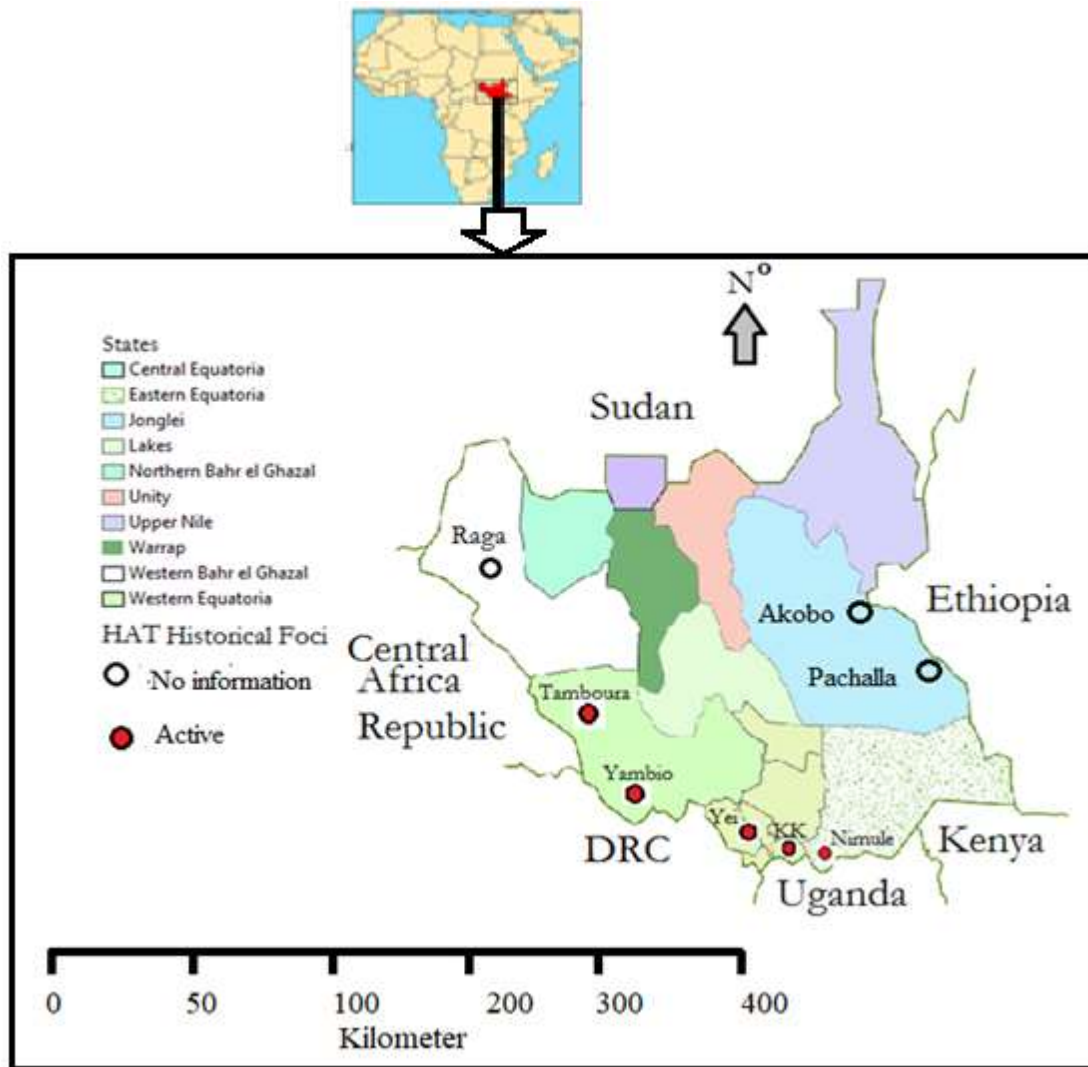 N°
States
Central Equatoria
Eastern Equatoria
Jonglei
Lakes
Northern Bahr el Ghazal
Unity
Upper Nile
Warrap
Western Bahr el Ghazal
Western Equatoria
HAT Historical Foci
No information
Active
Sudan
Raga
Akobo
Ethiopia
Pachalla
Central
Africa
Republic
Tamboura
Yambio
Yei
KK
Nimule
DRC
Kenya
Uganda
0 50 100 200 300 400
Kilometer